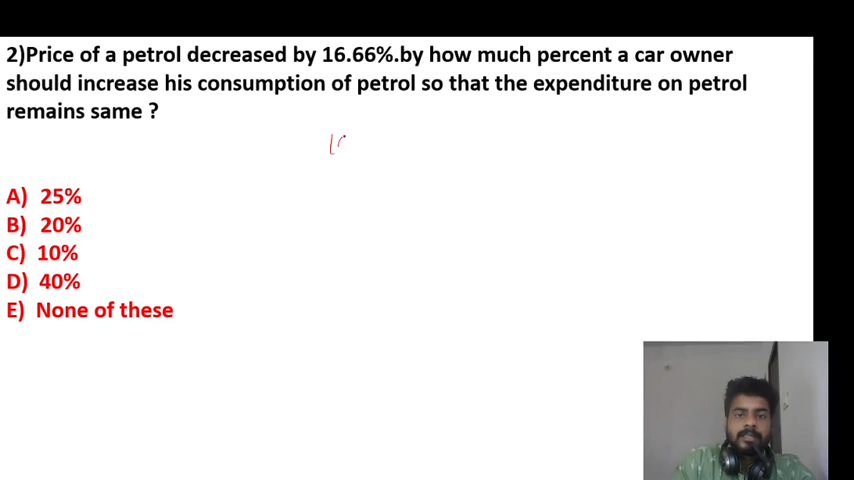 2)Price of a petrol decreased by 16.66%.by how much percent a car owner
should increase his consumption of petrol so that the expenditure on petrol
remains same ?
A) 25%
B) 20%
C) 10%
D) 40%
E) None of these